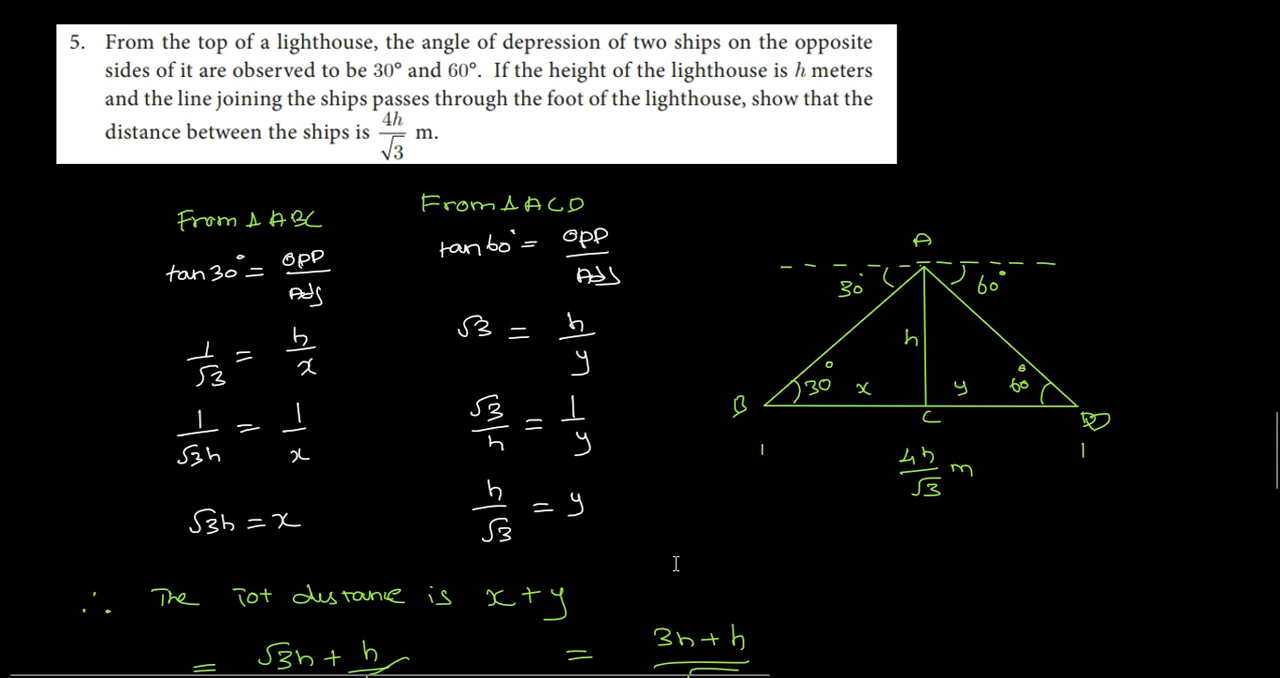 5. From the top of a lighthouse, the angle of depression of two ships on the opposite
sides of it are observed to be 30° and 60°. If the height of the lighthouse is h meters
and the line joining the ships passes through the foot of the lighthouse, show that the
distance between the ships is 4h/√3 m.
From Δ ABC
tan 30° = opp/Adj
1/√3 = h/x
1/√3h = 1/x
√3h = x
From Δ ACD
tan 60° = opp/Adj
√3 = h/y
√3/h = 1/y
h/√3 = y
A
30° 60°
h
30° x y 60°
B C D
4h/√3 m
∴ The Tot distance is x + y
= √3h + h
= 3h + h